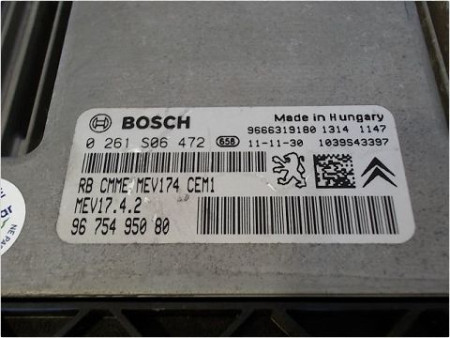 BOSCH
Made in Hungary
9666319180 1314 1147
0 261 S06 472 658 11-11-30 1039S43397
RB CMME MEV174 CEM1
MEV17.4.2
96 754 950 80